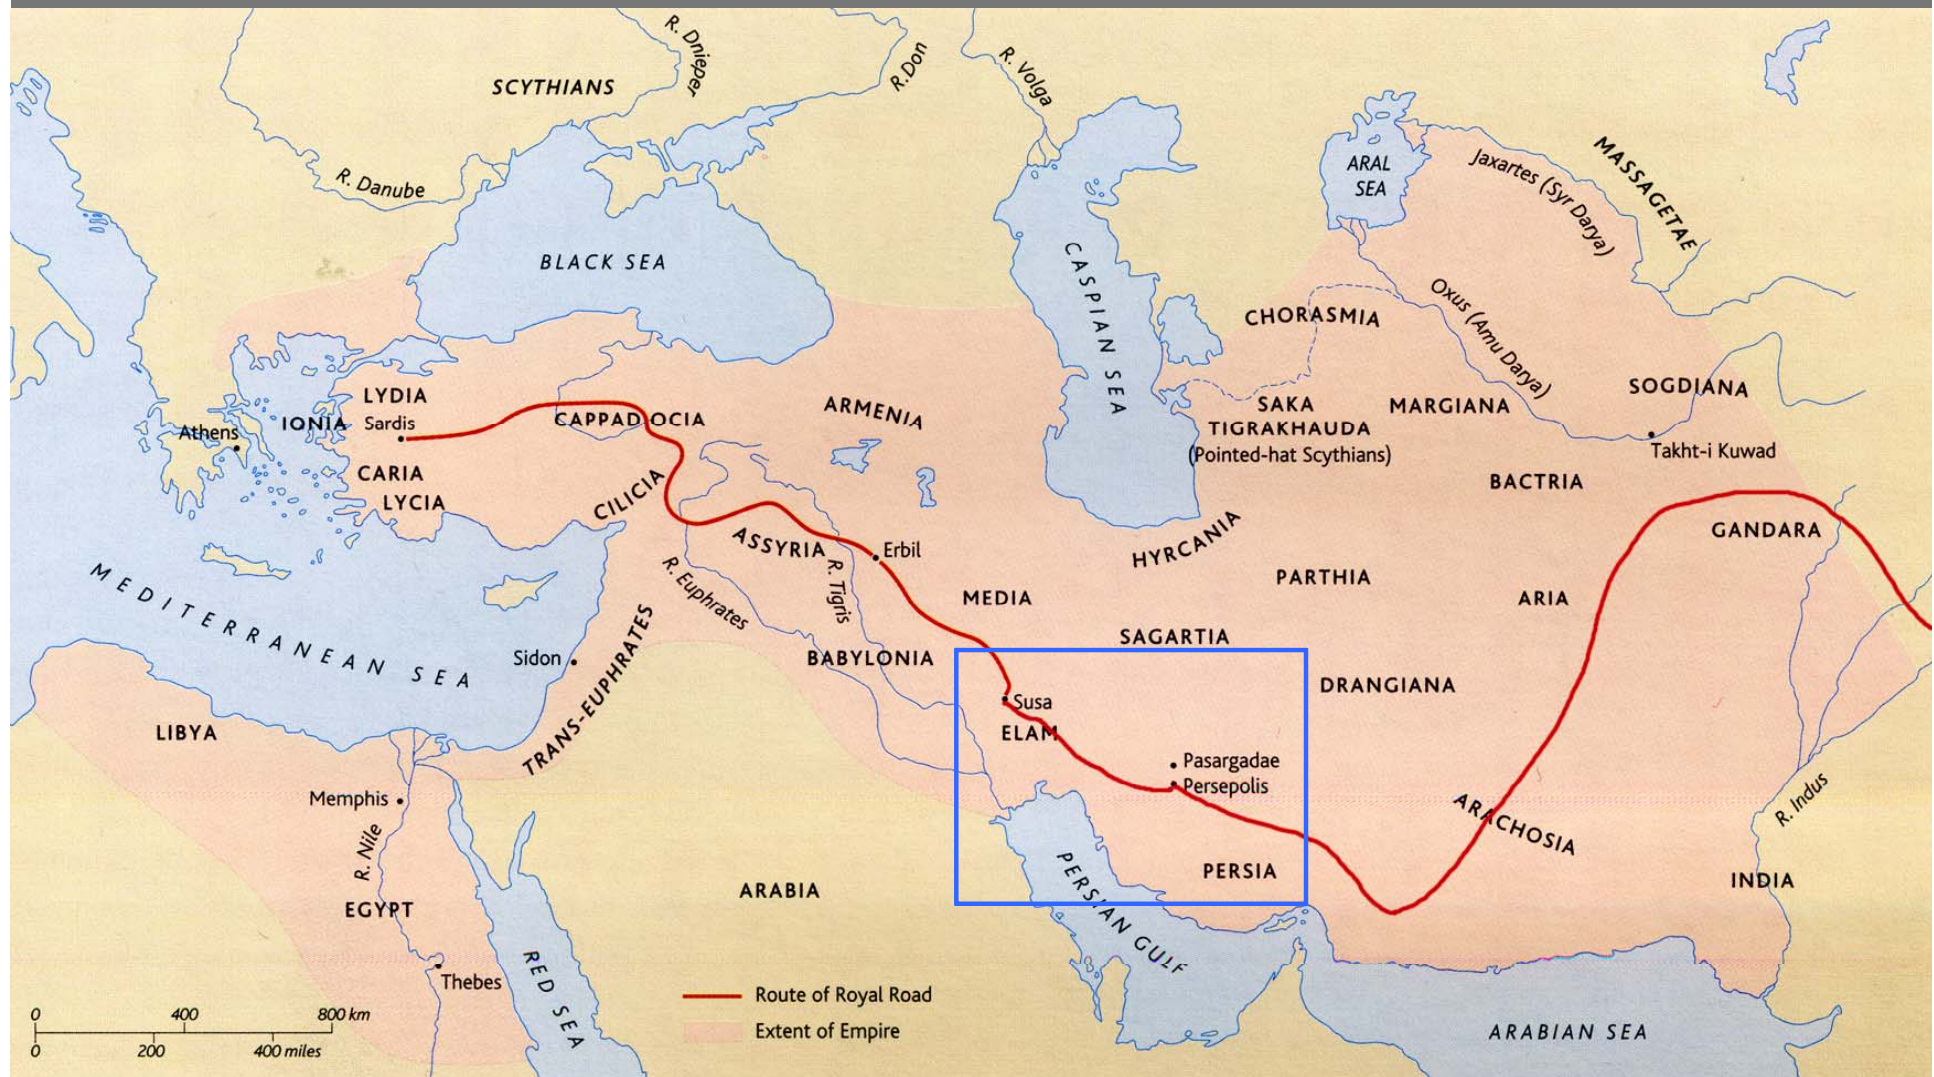 SCYTHIANS
R. Dnieper
R.Don
R. Volga
R. Danube
ARAL
SEA
Jaxartes (Syr Darya)
MASSAGETAE
BLACK SEA
CASPIAN SEA
CHORASMIA
Oxus (Amu Darya)
SOGDIANA
LYDIA
IONIA
Sardis
Athens
CAPPADOCIA
ARMENIA
SAKA
TIGRAKHAUDA
(Pointed-hat Scythians)
MARGIANA
Takht-i Kuwad
CARIA
LYCIA
CILICIA
BACTRIA
ASSYRIA
Erbil
HYRCANIA
GANDARA
R. Euphrates
R. Tigris
MEDIA
PARTHIA
ARIA
MEDITERRANEAN SEA
SAGARTIA
Sidon
TRANS-EUPHRATES
BABYLONIA
DRANGIANA
Susa
ELAM
LIBYA
Pasargadae
Persepolis
Memphis
R. Nile
ARACHOSIA
R. Indus
PERSIA
PERSIAN GULF
ARABIA
INDIA
EGYPT
RED SEA
Thebes
Route of Royal Road
Extent of Empire
0 400 800 km
0 200 400 miles
ARABIAN SEA